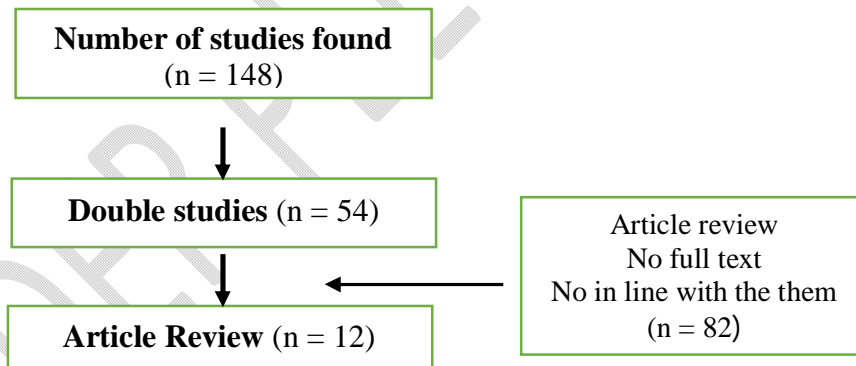 Number of studies found
(n = 148)
Double studies (n = 54)
Article review
No full text
No in line with the them
(n = 82)
Article Review (n = 12)